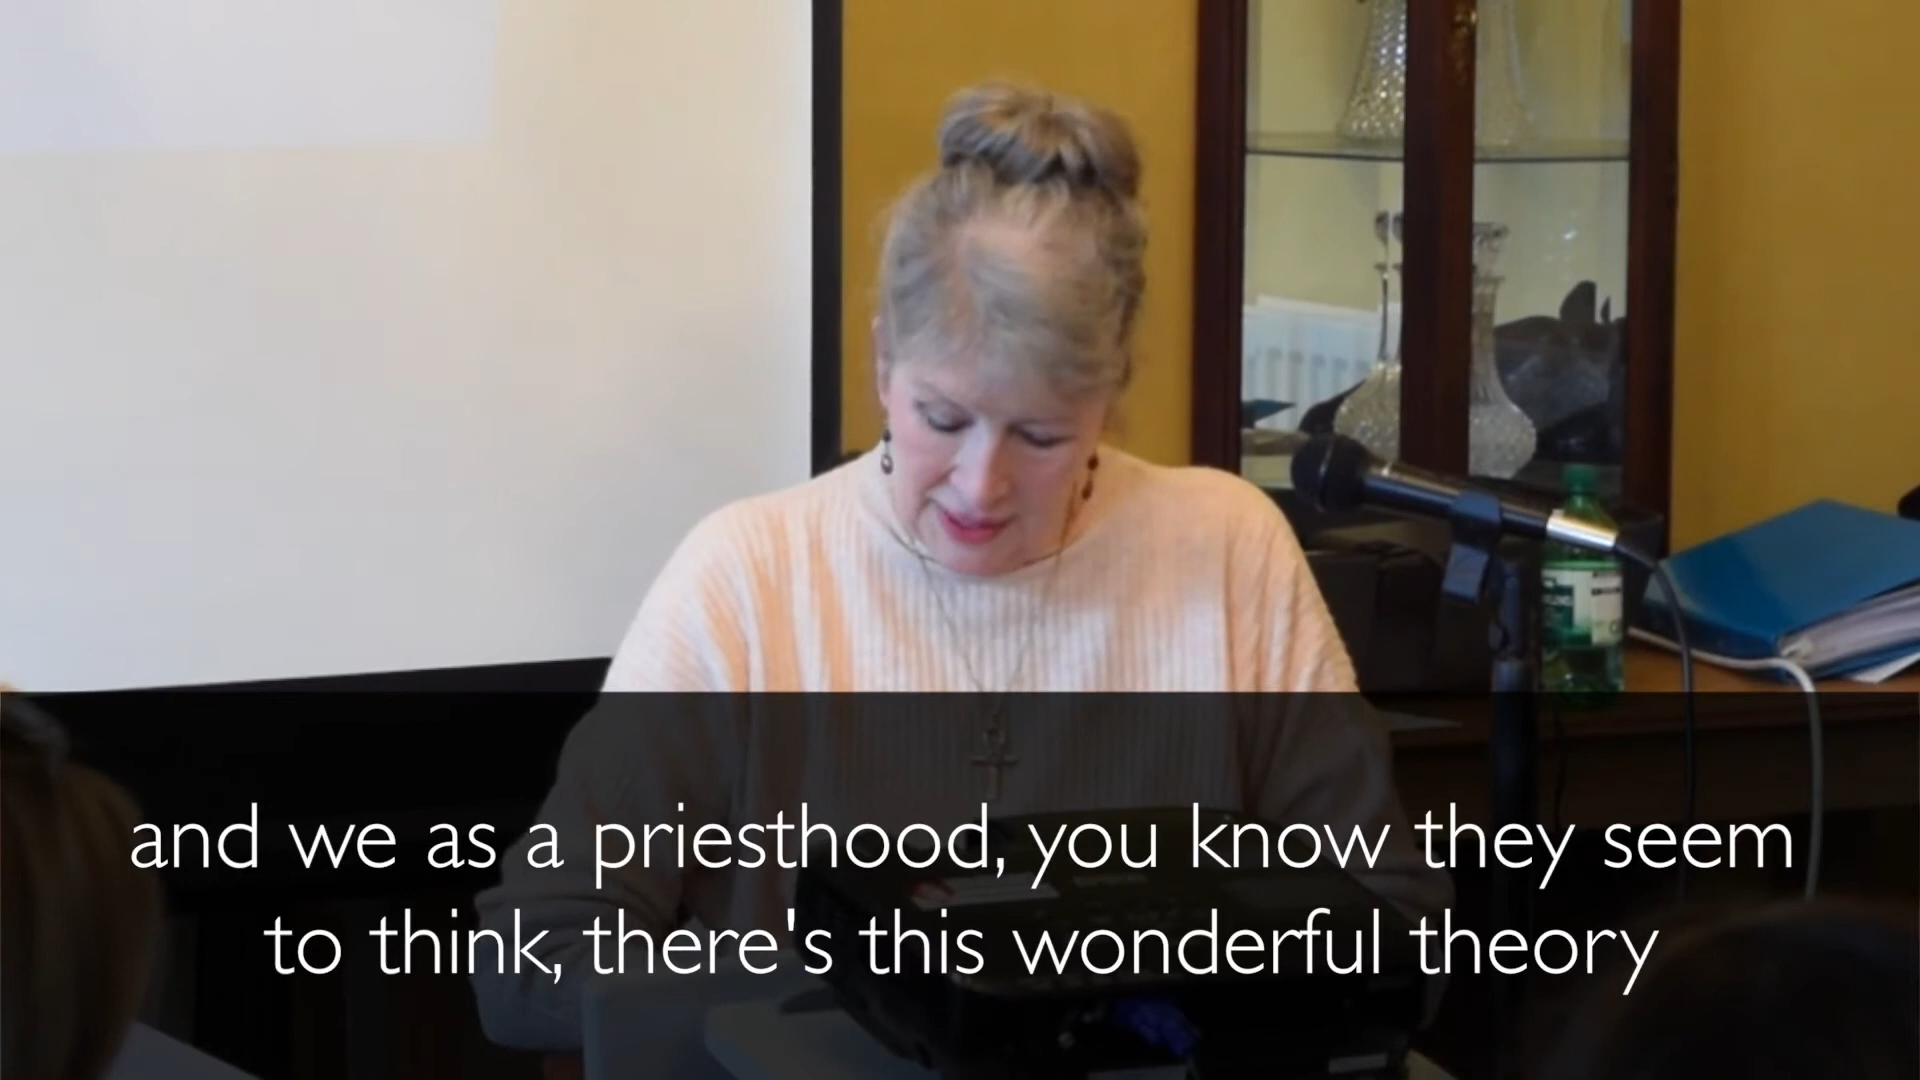 and we as a priesthood, you know they seem
to think, there's this wonderful theory